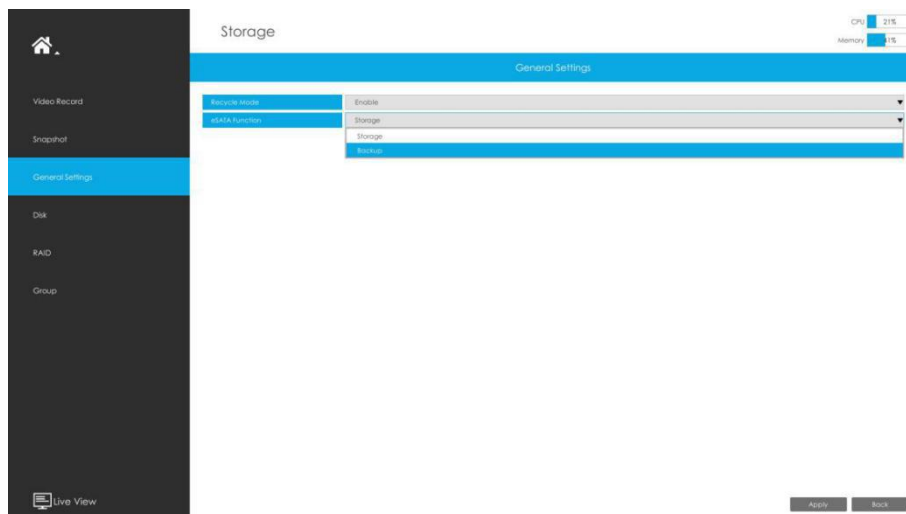 Storage
CPU 21%
Memory 41%
General Settings
Video Record
Snapshot
General Settings
Disk
RAID
Group
Recycle Mode Enable
eSATA Function Storage
Storage
Backup
Live View
Apply Back